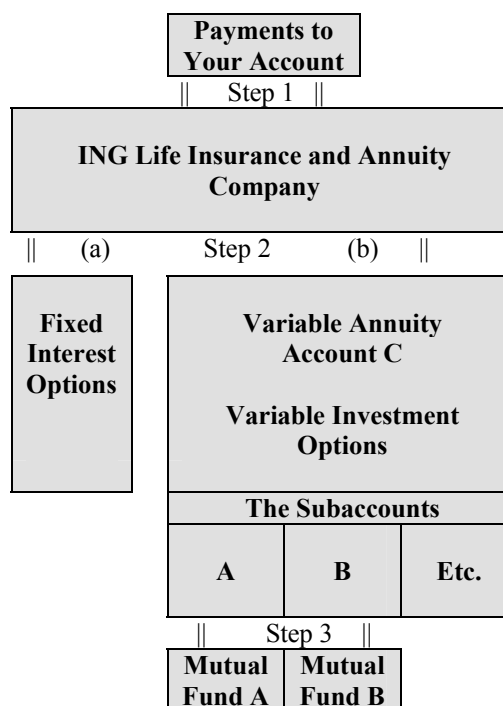 Payments to
Your Account
|| Step 1 ||
ING Life Insurance and Annuity
Company
|| (a) Step 2 (b) ||
Fixed
Interest
Options
Variable Annuity
Account C
Variable Investment
Options
The Subaccounts
A B Etc.
|| Step 3 ||
Mutual
Fund A
Mutual
Fund B